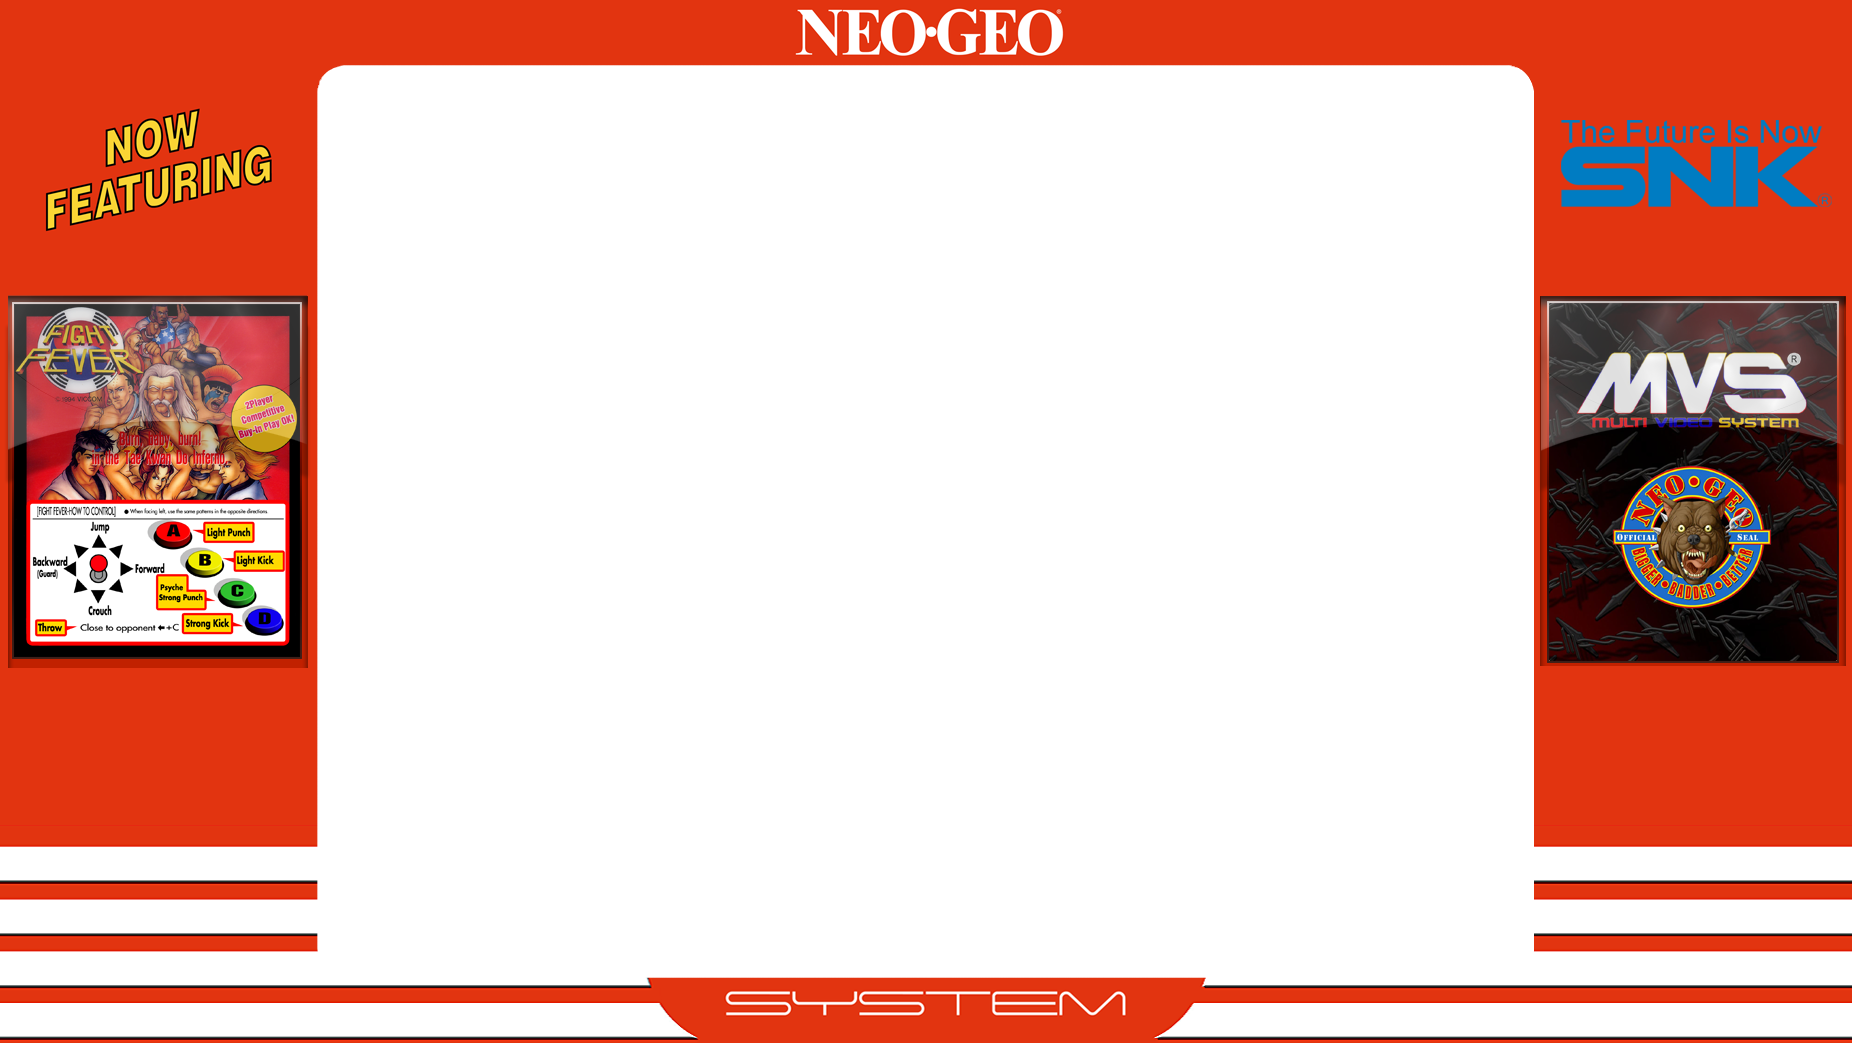 NEO•GEO®
NOW
FEATURING
The Future Is Now
SNK®
FIGHT
FEVER
© 1994 VICCOM
2Player
Competitive
Buy-in Play OK!
Burn baby, burn!
in the Tae Kwan Do Inferno
[FIGHT FEVER-HOW TO CONTROL] ● When facing left, use the same patterns in the opposite directions
Jump
Backward
(Guard)
Forward
Crouch
A Light Punch
B Light Kick
Psyche
Strong Punch
C
Strong Kick D
Throw Close to opponent ⬅+C
MVS®
MULTI VIDEO SYSTEM
NEO•GEO
OFFICIAL SEAL
BIGGER•BADDER•BETTER
SYSTEM